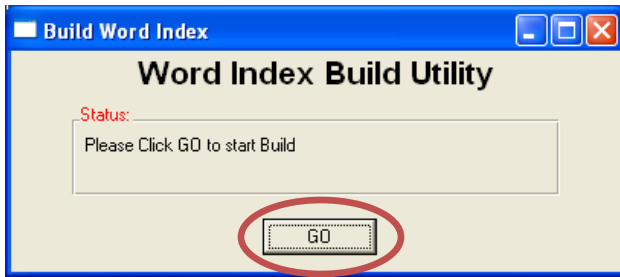 Build Word Index
Word Index Build Utility
Status:
Please Click GO to start Build
GO